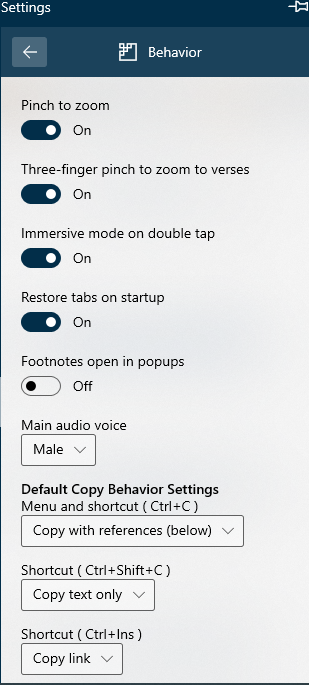 Settings
Behavior
Pinch to zoom
On
Three-finger pinch to zoom to verses
On
Immersive mode on double tap
On
Restore tabs on startup
On
Footnotes open in popups
Off
Main audio voice
Male
Default Copy Behavior Settings
Menu and shortcut ( Ctrl+C )
Copy with references (below)
Shortcut ( Ctrl+Shift+C )
Copy text only
Shortcut ( Ctrl+Ins )
Copy link